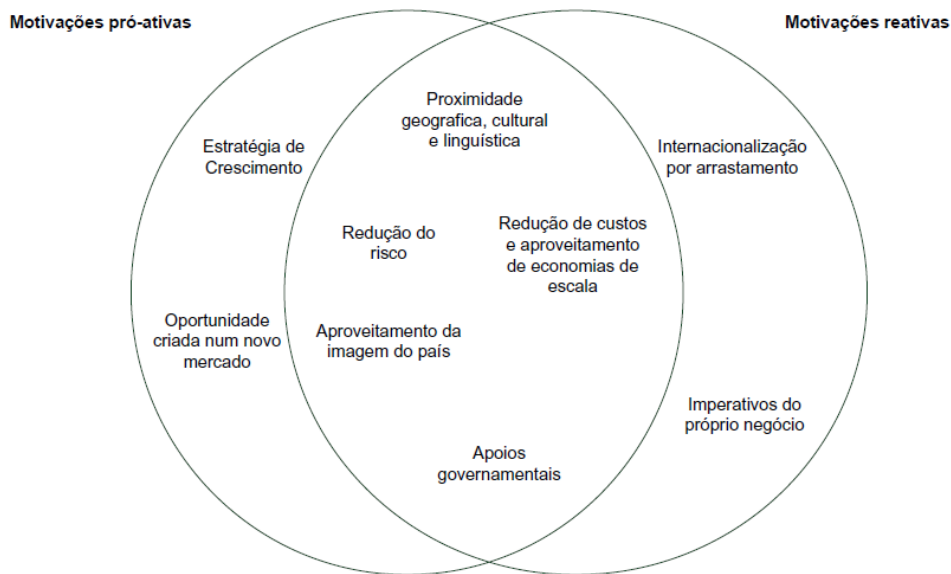 Motivações pró-ativas
Motivações reativas
Proximidade
geografica, cultural
e linguística
Estratégia de
Crescimento
Internacionalização
por arrastamento
Redução do
risco
Redução de custos
e aproveitamento
de economias de
escala
Oportunidade
criada num novo
mercado
Aproveitamento da
imagem do país
Imperativos do
próprio negócio
Apoios
governamentais